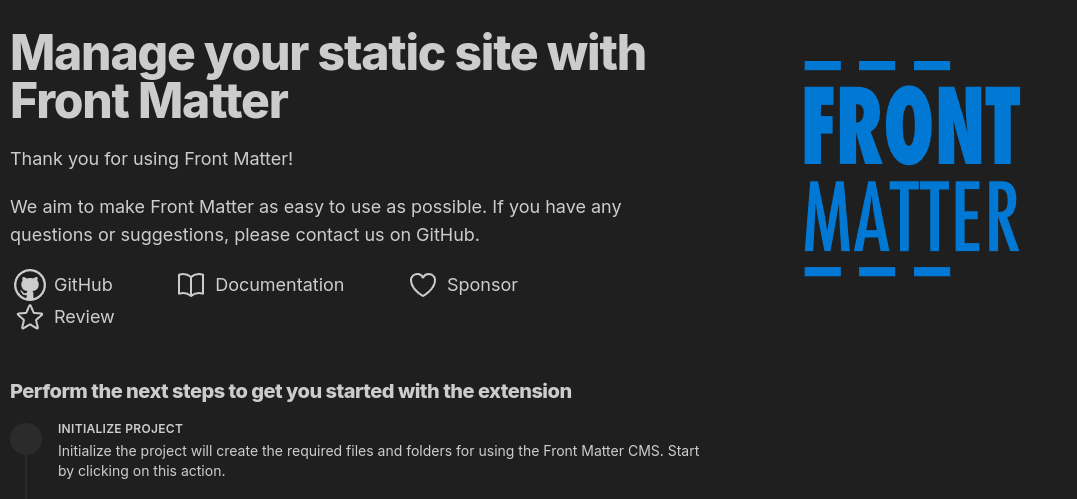 Manage your static site with
Front Matter
Thank you for using Front Matter!
We aim to make Front Matter as easy to use as possible. If you have any
questions or suggestions, please contact us on GitHub.
GitHub Documentation Sponsor
Review
FRONT
MATTER
Perform the next steps to get you started with the extension
INITIALIZE PROJECT
Initialize the project will create the required files and folders for using the Front Matter CMS. Start
by clicking on this action.